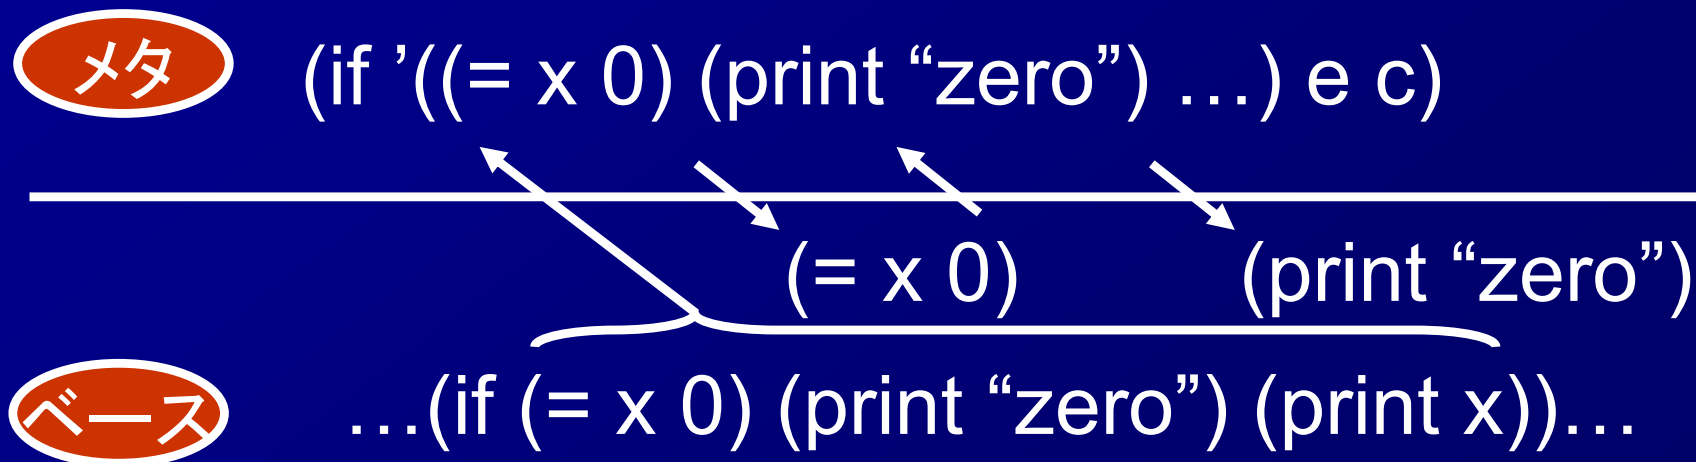 メタ (if ’((= x 0) (print “zero”) …) e c)
(= x 0) (print “zero”)
ベース …(if (= x 0) (print “zero”) (print x))…